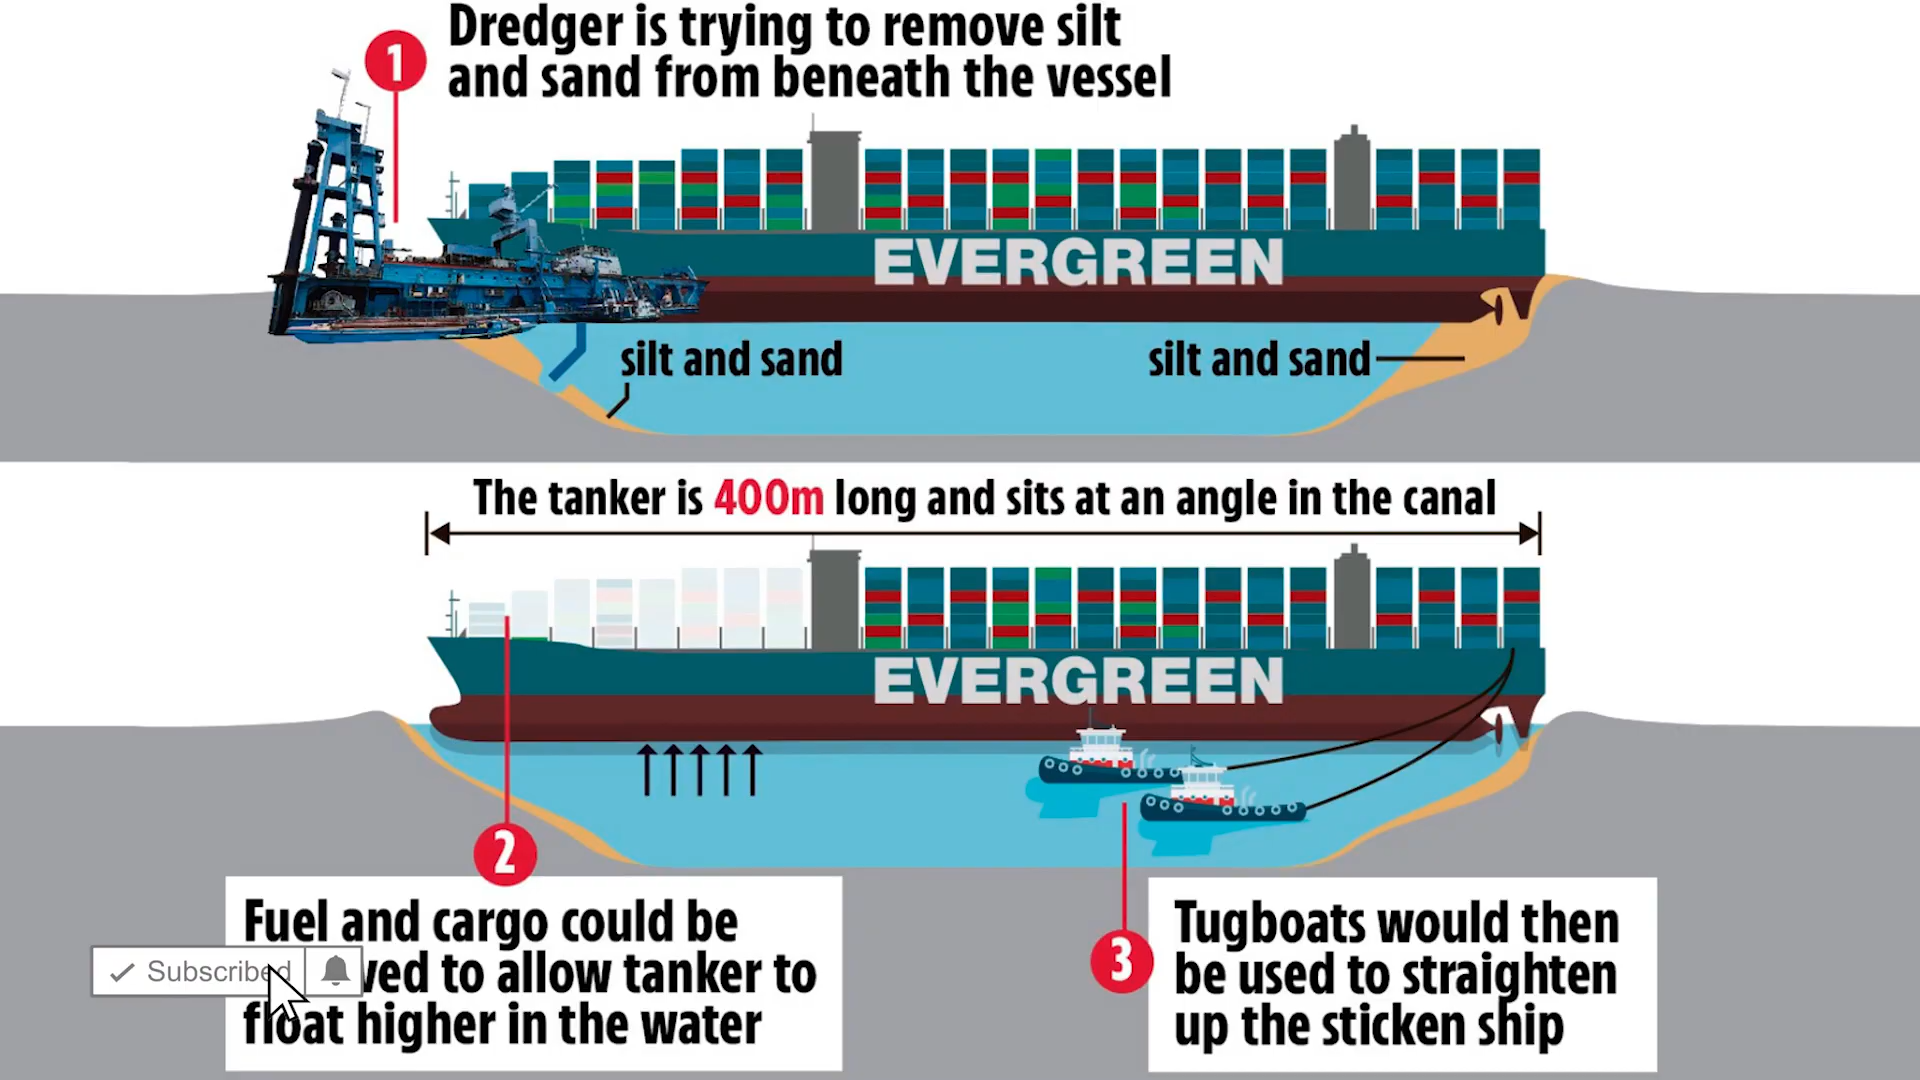 1
Dredger is trying to remove silt
and sand from beneath the vessel
EVERGREEN
silt and sand
silt and sand
The tanker is 400m long and sits at an angle in the canal
EVERGREEN
2
Fuel and cargo could be
ved to allow tanker to
float higher in the water
Subscribed
3
Tugboats would then
be used to straighten
up the sticken ship